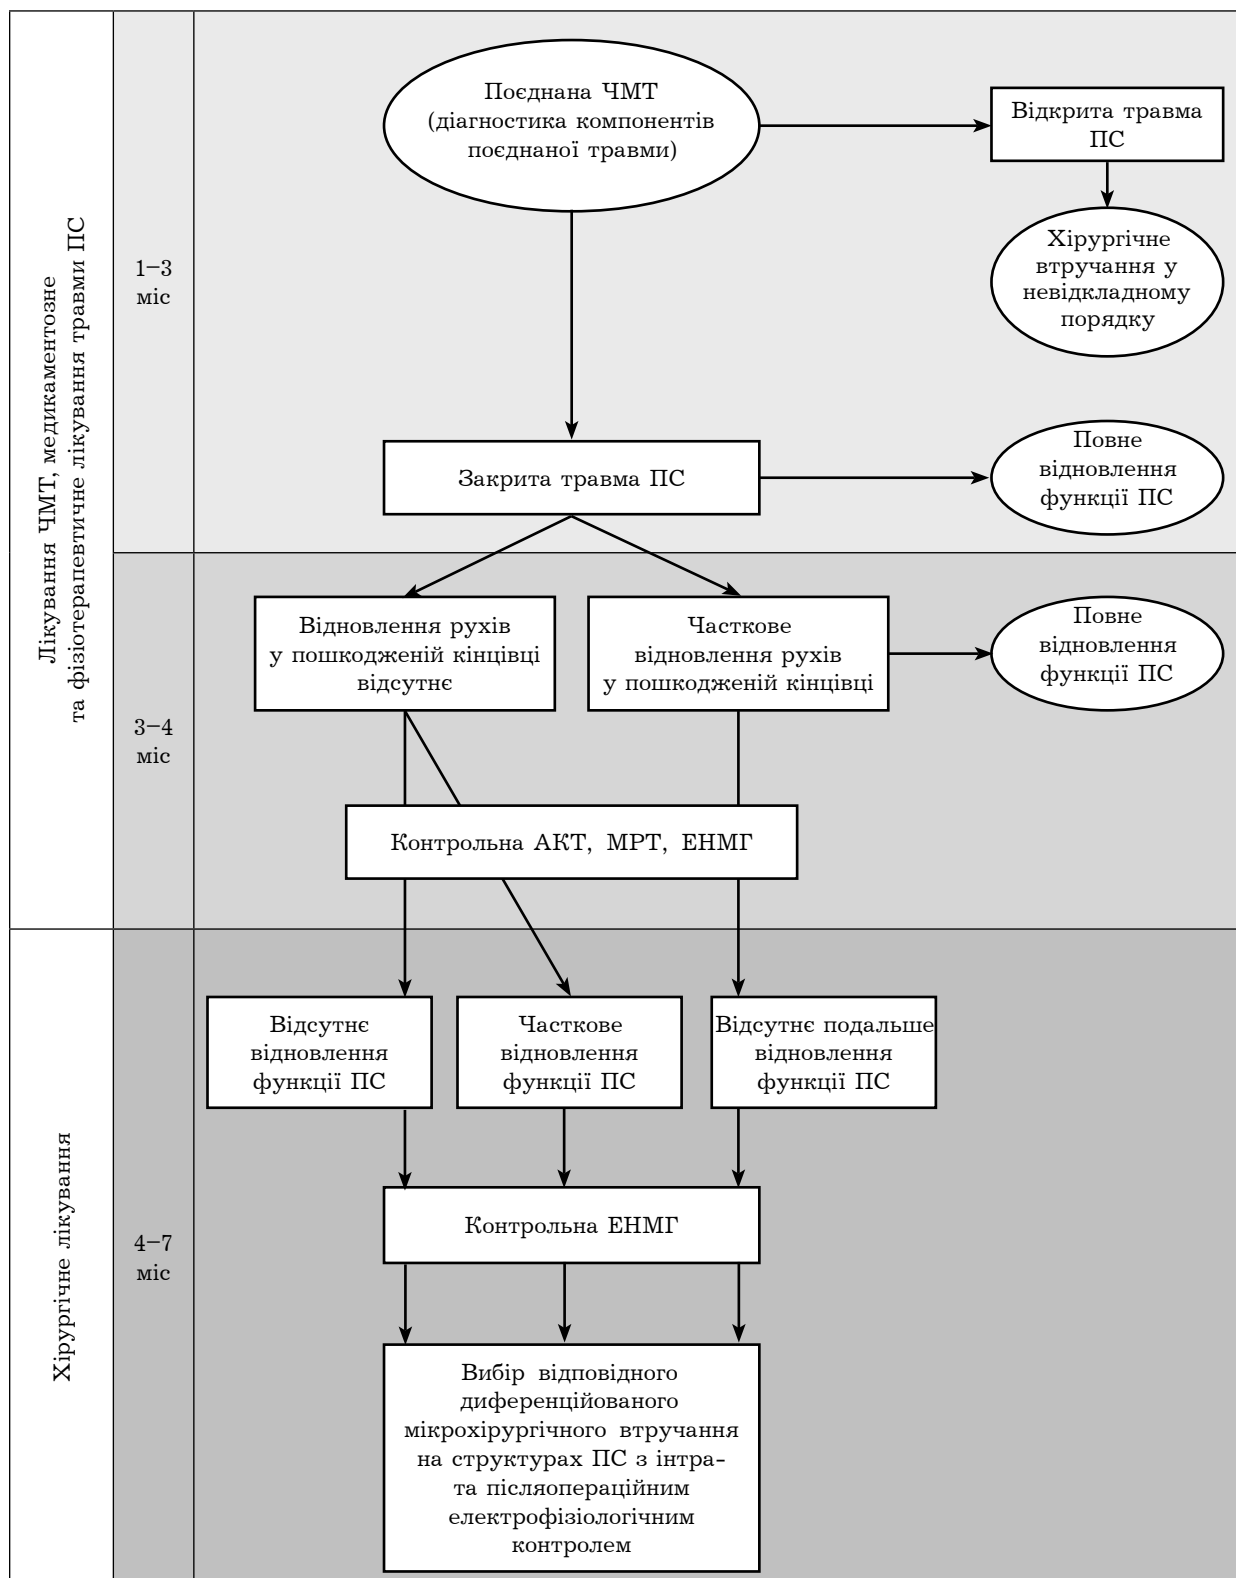 Лікування ЧМТ, медикаментозне
та фізіотерапевтичне лікування травми ПС
1–3
міс
Поєднана ЧМТ
(діагностика компонентів
поєднаної травми)
Відкрита травма
ПС
Хірургічне
втручання у
невідкладному
порядку
Закрита травма ПС
Повне
відновлення
функції ПС
3–4
міс
Відновлення рухів
у пошкодженій кінцівці
відсутнє
Часткове
відновлення рухів
у пошкодженій кінцівці
Повне
відновлення
функції ПС
Контрольна АКТ, МРТ, ЕНМГ
Хірургічне лікування
4–7
міс
Відсутнє
відновлення
функції ПС
Часткове
відновлення
функції ПС
Відсутнє подальше
відновлення
функції ПС
Контрольна ЕНМГ
Вибір відповідного
диференційованого
мікрохірургічного втручання
на структурах ПС з інтра-
та післяопераційним
електрофізіологічним
контролем